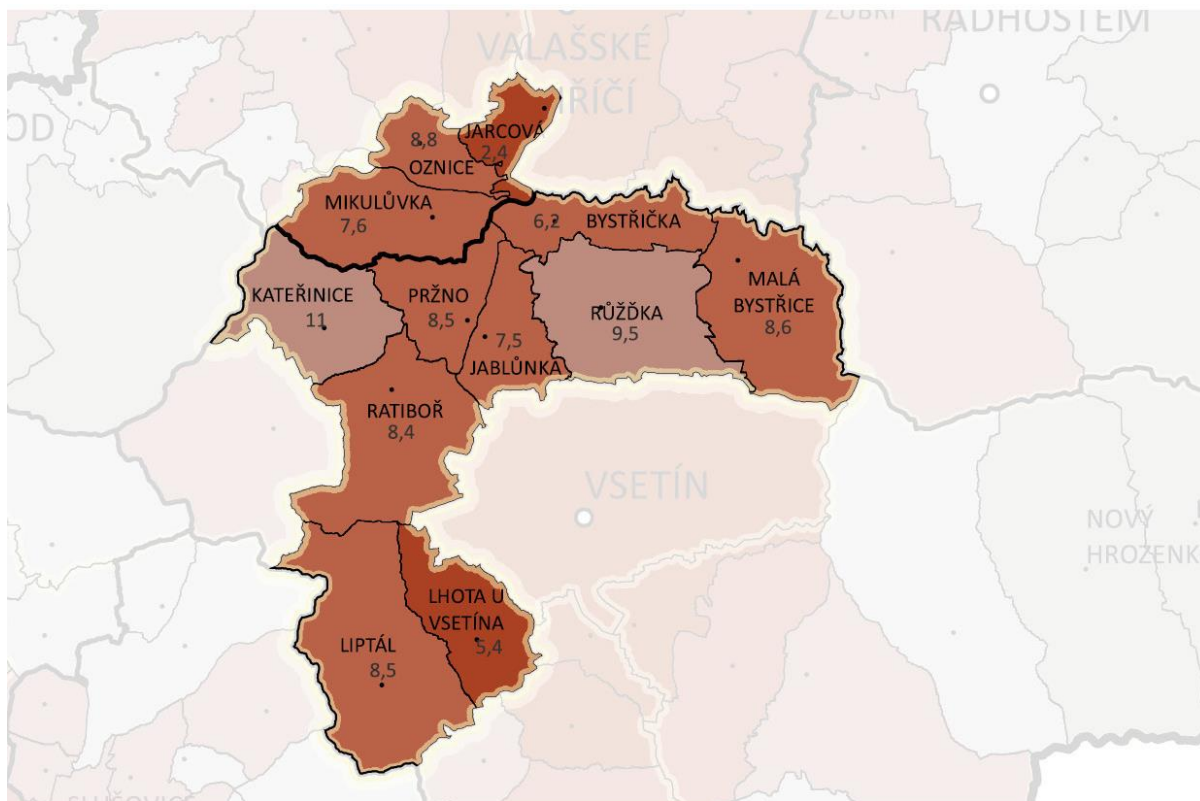 ZUBŘÍ
RADHOŠTĚM
VALAŠSKÉ
OD
JARCOVÁ
2,4
8,8
OZNICE
MIKULŮVKA
7,6
6,2
BYSTŘIČKA
MALÁ
BYSTŘICE
8,6
KATEŘINICE
11
PRŽNO
8,5
RŮŽĎKA
9,5
7,5
JABLŮNKA
RATIBOŘ
8,4
VSETÍN
NOVÝ
HROZENK
LHOTA U
VSETÍNA
5,4
LIPTÁL
8,5